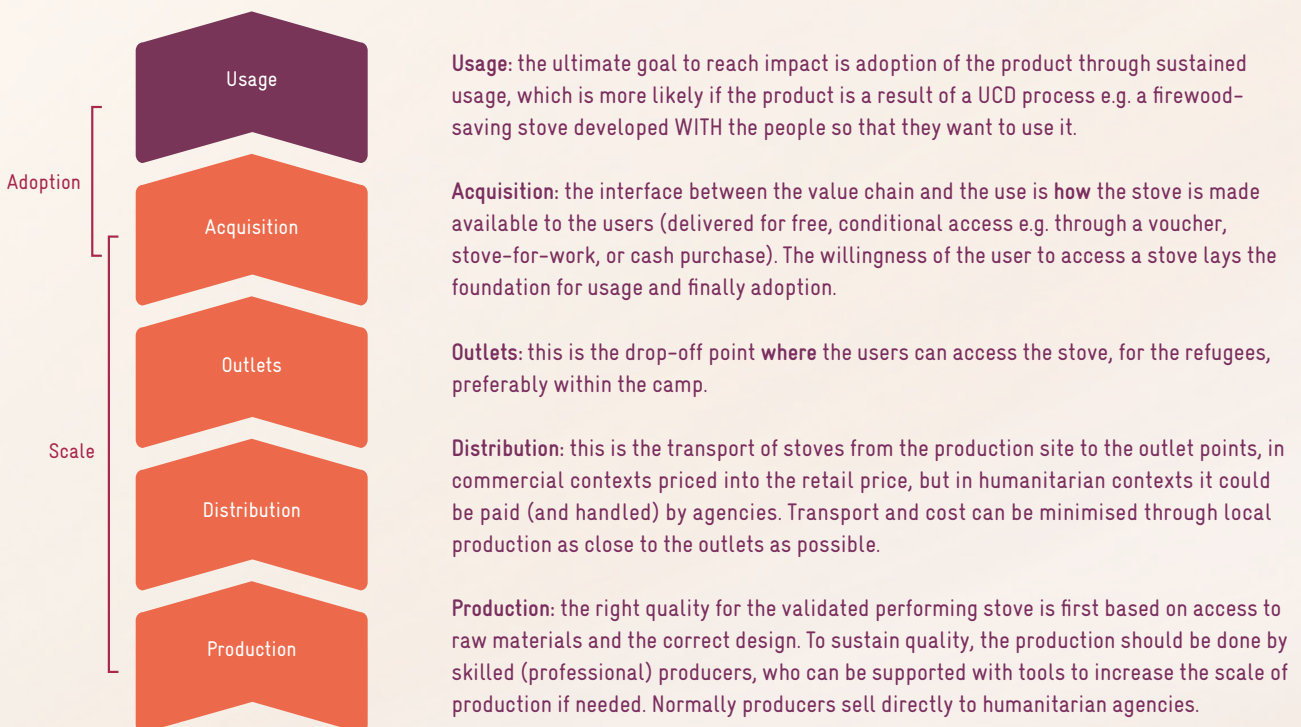 Usage
Usage: the ultimate goal to reach impact is adoption of the product through sustained
usage, which is more likely if the product is a result of a UCD process e.g. a firewood-
saving stove developed WITH the people so that they want to use it.
Adoption
Acquisition
Acquisition: the interface between the value chain and the use is how the stove is made
available to the users (delivered for free, conditional access e.g. through a voucher,
stove-for-work, or cash purchase). The willingness of the user to access a stove lays the
foundation for usage and finally adoption.
Outlets
Outlets: this is the drop-off point where the users can access the stove, for the refugees,
preferably within the camp.
Scale
Distribution
Distribution: this is the transport of stoves from the production site to the outlet points, in
commercial contexts priced into the retail price, but in humanitarian contexts it could
be paid (and handled) by agencies. Transport and cost can be minimised through local
production as close to the outlets as possible.
Production
Production: the right quality for the validated performing stove is first based on access to
raw materials and the correct design. To sustain quality, the production should be done by
skilled (professional) producers, who can be supported with tools to increase the scale of
production if needed. Normally producers sell directly to humanitarian agencies.